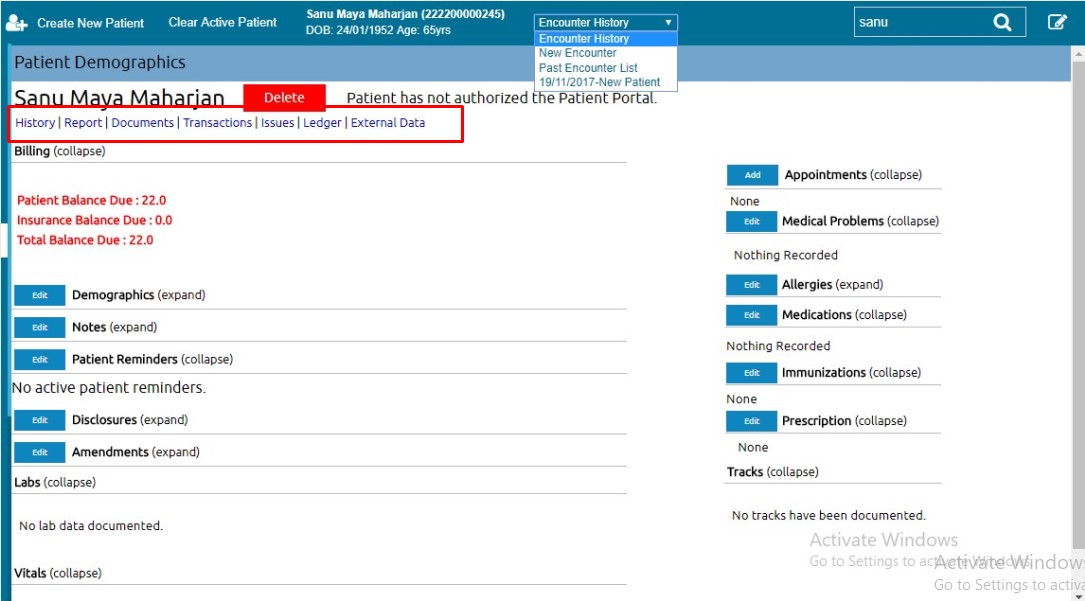 Create New Patient
Clear Active Patient
Sanu Maya Maharjan (222200000245)
DOB: 24/01/1952 Age: 65yrs
Encounter History
Encounter History
New Encounter
Past Encounter List
19/11/2017-New Patient
sanu
Patient Demographics
Sanu Maya Maharjan
Delete
Patient has not authorized the Patient Portal.
History | Report | Documents | Transactions | Issues | Ledger | External Data
Billing (collapse)
Patient Balance Due : 22.0
Insurance Balance Due : 0.0
Total Balance Due : 22.0
Edit Demographics (expand)
Edit Notes (expand)
Edit Patient Reminders (collapse)
No active patient reminders.
Edit Disclosures (expand)
Edit Amendments (expand)
Labs (collapse)
No lab data documented.
Vitals (collapse)
Add Appointments (collapse)
None
Edit Medical Problems (collapse)
Nothing Recorded
Edit Allergies (expand)
Edit Medications (collapse)
Nothing Recorded
Edit Immunizations (collapse)
None
Edit Prescription (collapse)
None
Tracks (collapse)
No tracks have been documented.
Activate Windows
Go to Settings to activate Windows.
Activate Windows
Go to Settings to activa